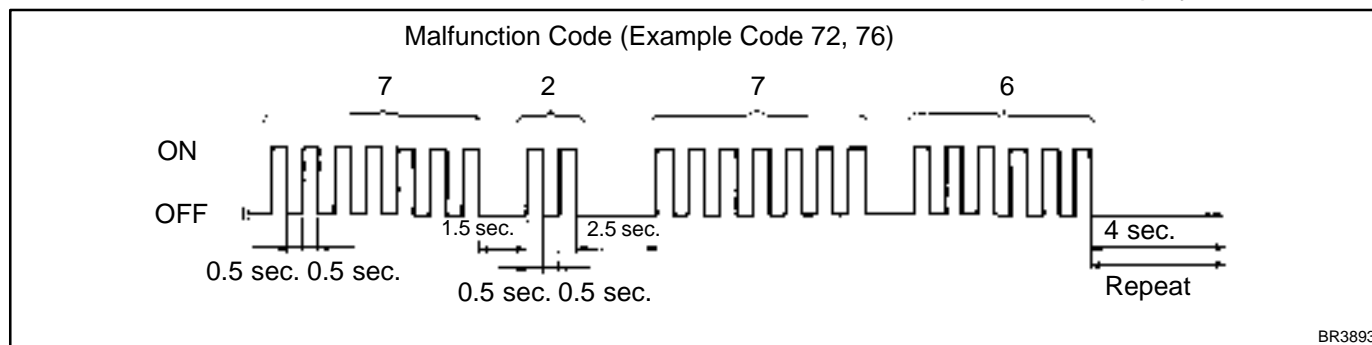 Malfunction Code (Example Code 72, 76)
7 2 7 6
ON
OFF
1.5 sec. 2.5 sec. 4 sec.
0.5 sec. 0.5 sec.
0.5 sec. 0.5 sec.
Repeat
BR3893